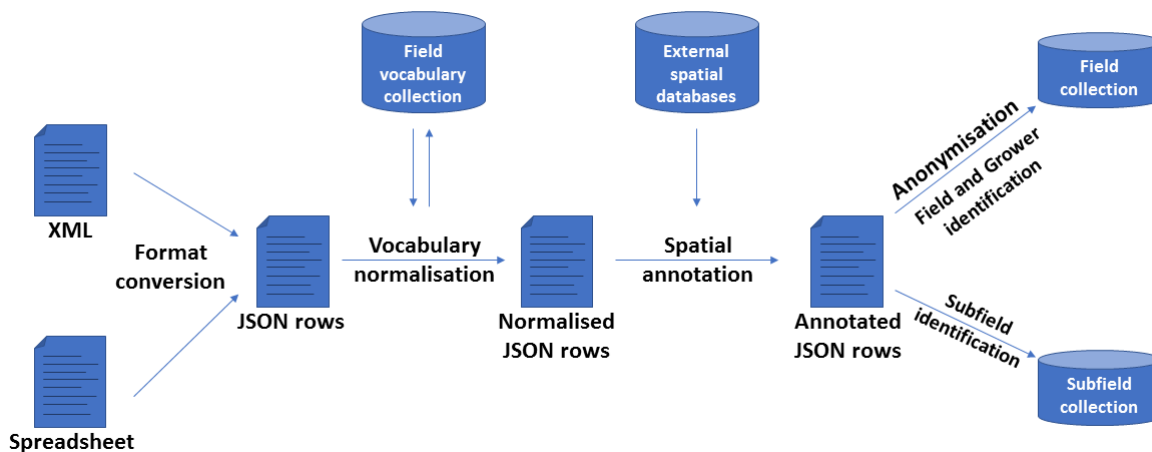 Field
vocabulary
collection
External
spatial
databases
Field
collection
Anonymisation
Field and Grower
identification
XML
Format
conversion
JSON rows
Vocabulary
normalisation
Normalised
JSON rows
Spatial
annotation
Annotated
JSON rows
Subfield
identification
Subfield
collection
Spreadsheet